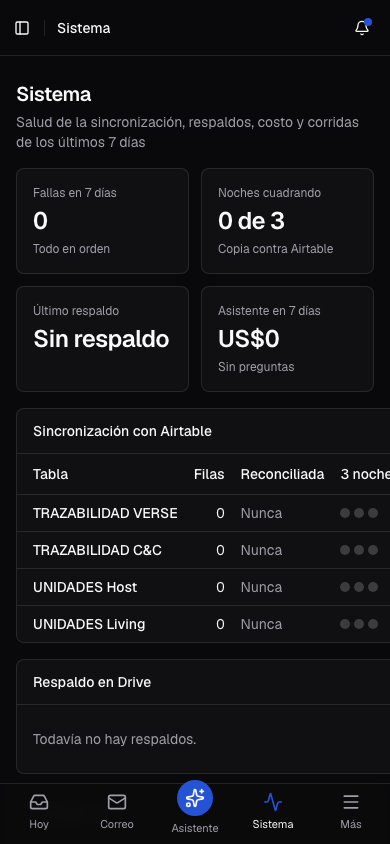 Sistema
Sistema
Salud de la sincronización, respaldos, costo y corridas
de los últimos 7 días
Fallas en 7 días
0
Todo en orden
Noches cuadrando
0 de 3
Copia contra Airtable
Último respaldo
Sin respaldo
Asistente en 7 días
US$0
Sin preguntas
Sincronización con Airtable
Tabla Filas Reconciliada 3 noche
TRAZABILIDAD VERSE 0 Nunca
TRAZABILIDAD C&C 0 Nunca
UNIDADES Host 0 Nunca
UNIDADES Living 0 Nunca
Respaldo en Drive
Todavía no hay respaldos.
Hoy Correo Asistente Sistema Más